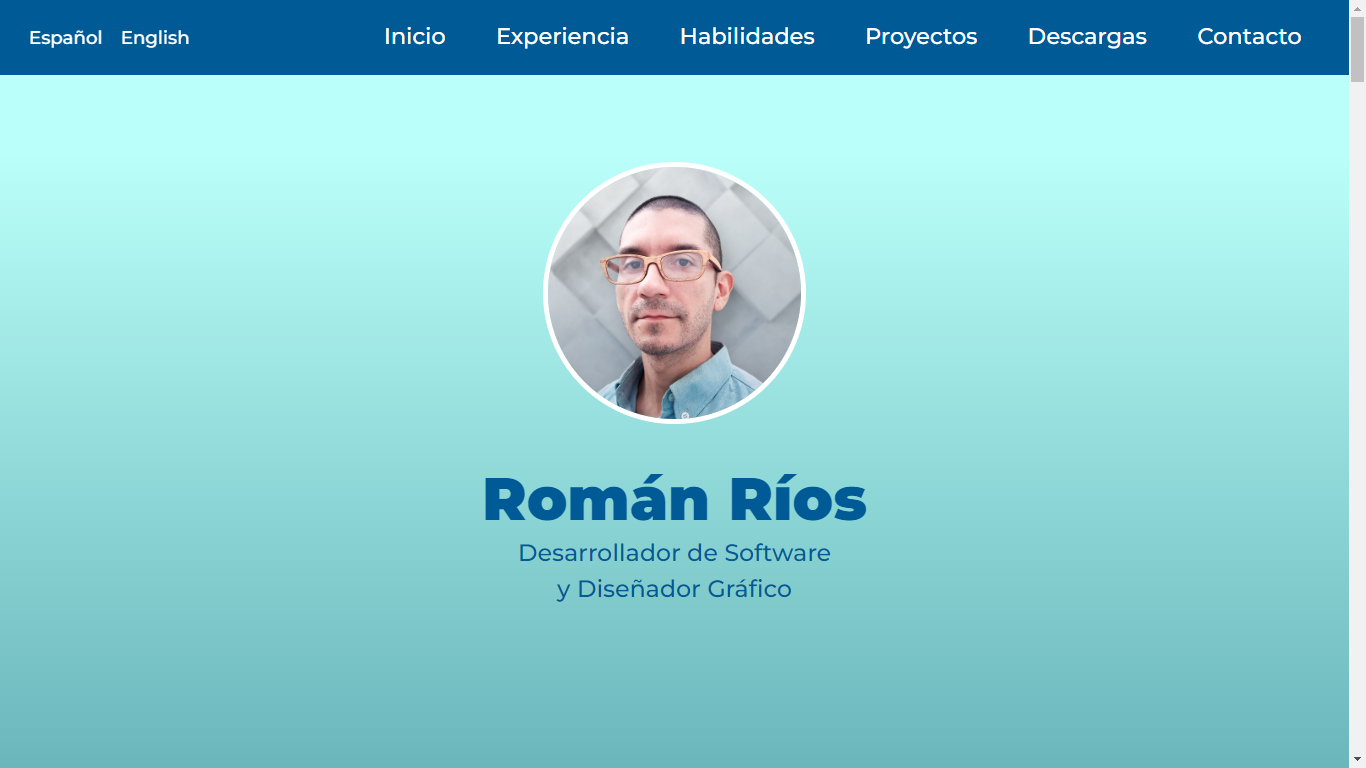 Español English Inicio Experiencia Habilidades Proyectos Descargas Contacto
Román Ríos
Desarrollador de Software
y Diseñador Gráfico